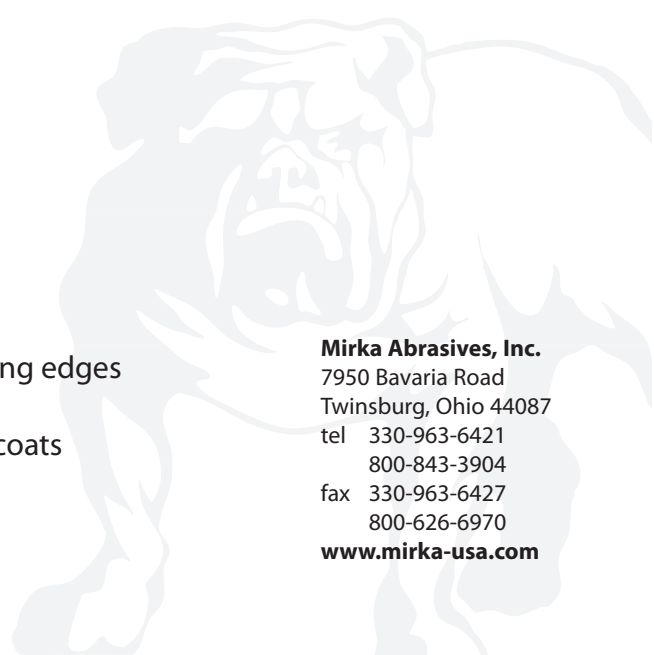 ng edges
coats
Mirka Abrasives, Inc.
7950 Bavaria Road
Twinsburg, Ohio 44087
tel 330-963-6421
800-843-3904
fax 330-963-6427
800-626-6970
www.mirka-usa.com